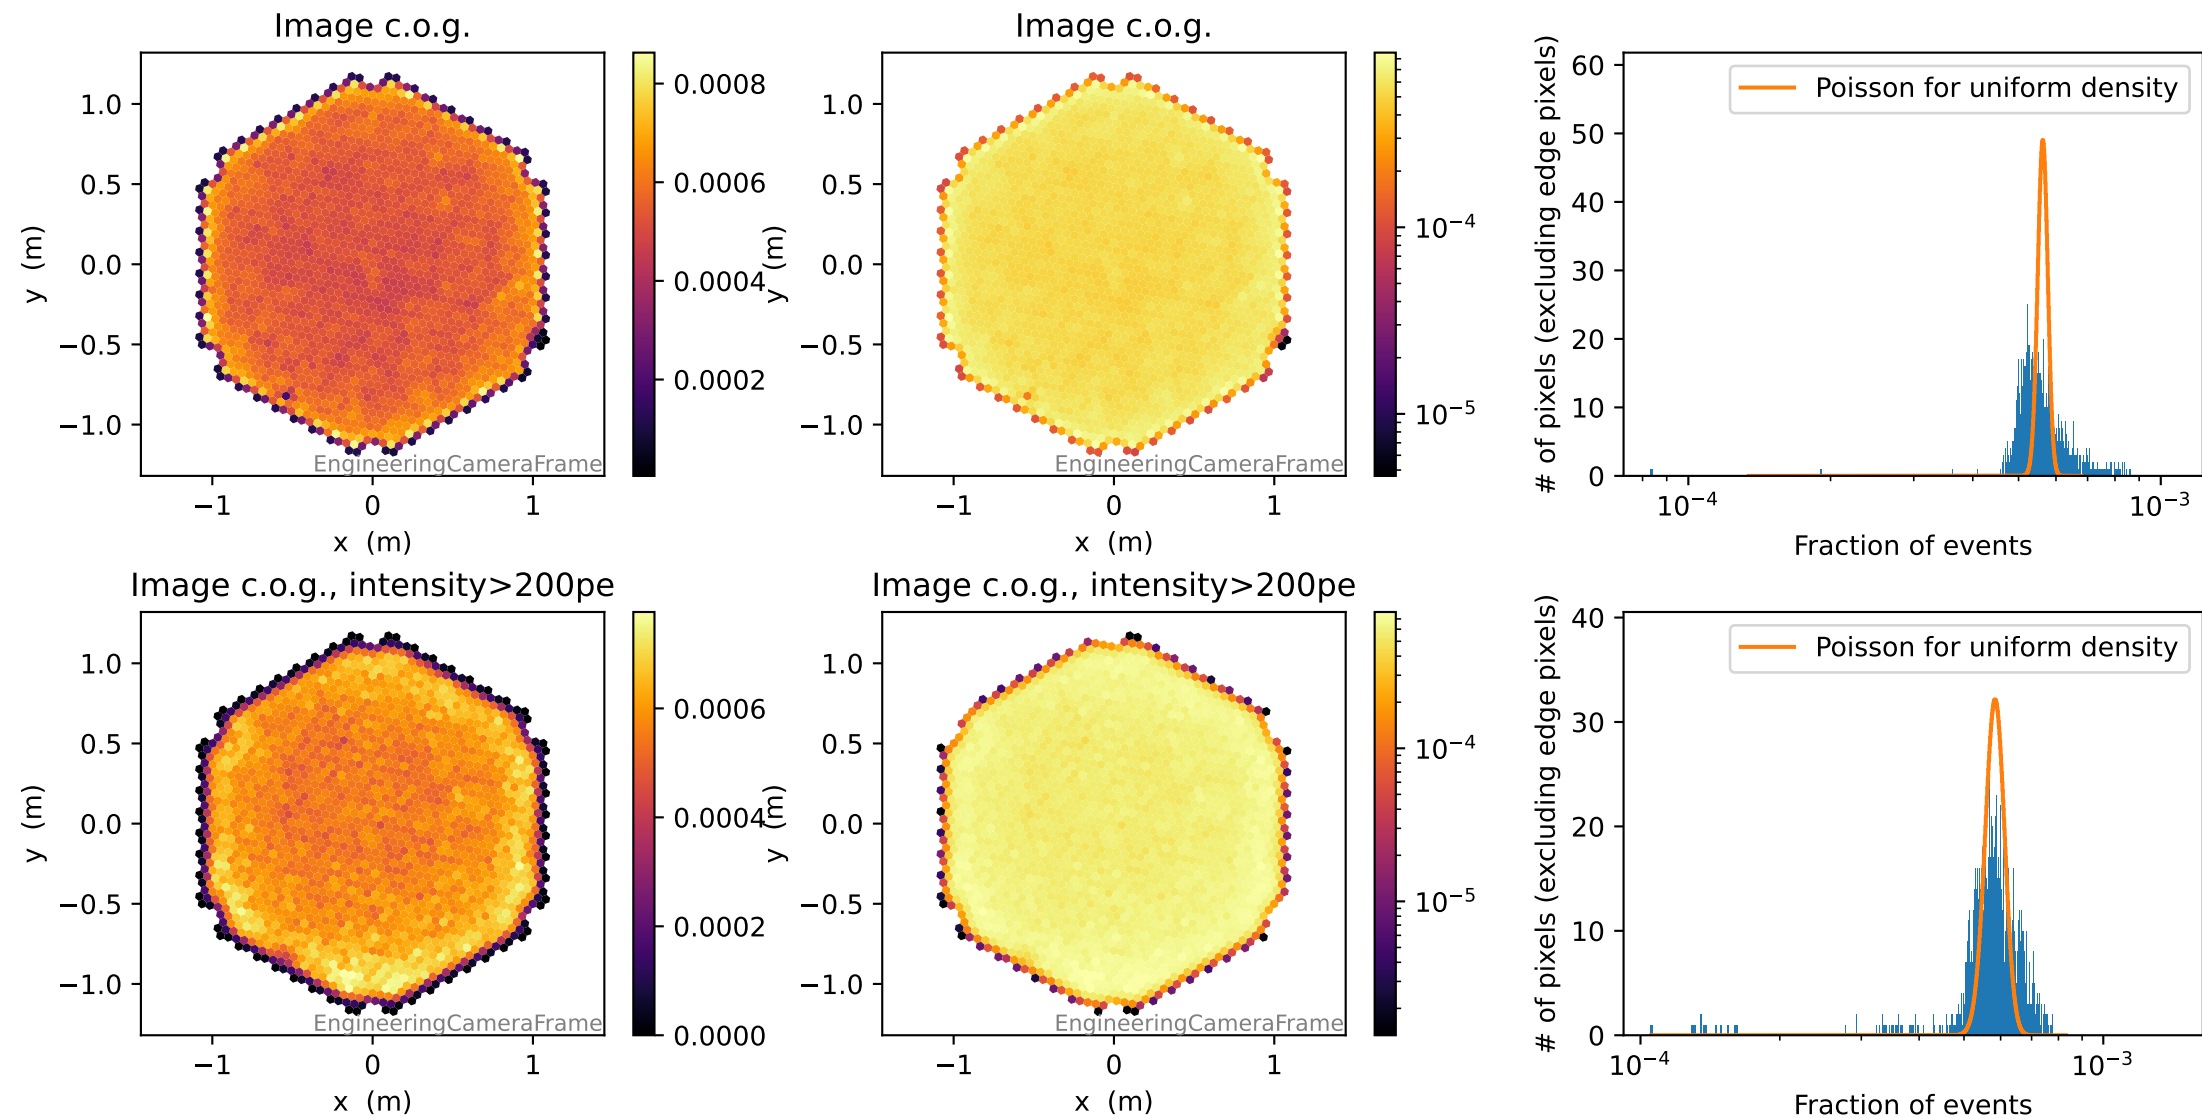 Image c.o.g.
y (m)
1.0
0.5
0.0
−0.5
−1.0
−1 0 1
x (m)
EngineeringCameraFrame
0.0008
0.0006
0.0004
0.0002
Image c.o.g.
y (m)
1.0
0.5
0.0
−0.5
−1.0
−1 0 1
x (m)
EngineeringCameraFrame
10⁻⁴
10⁻⁵
# of pixels (excluding edge pixels)
60
50
40
30
20
10
0
Poisson for uniform density
10⁻⁴ 10⁻³
Fraction of events
Image c.o.g., intensity>200pe
y (m)
1.0
0.5
0.0
−0.5
−1.0
−1 0 1
x (m)
EngineeringCameraFrame
0.0006
0.0004
0.0002
0.0000
Image c.o.g., intensity>200pe
y (m)
1.0
0.5
0.0
−0.5
−1.0
−1 0 1
x (m)
EngineeringCameraFrame
10⁻⁴
10⁻⁵
# of pixels (excluding edge pixels)
40
30
20
10
0
Poisson for uniform density
10⁻⁴ 10⁻³
Fraction of events